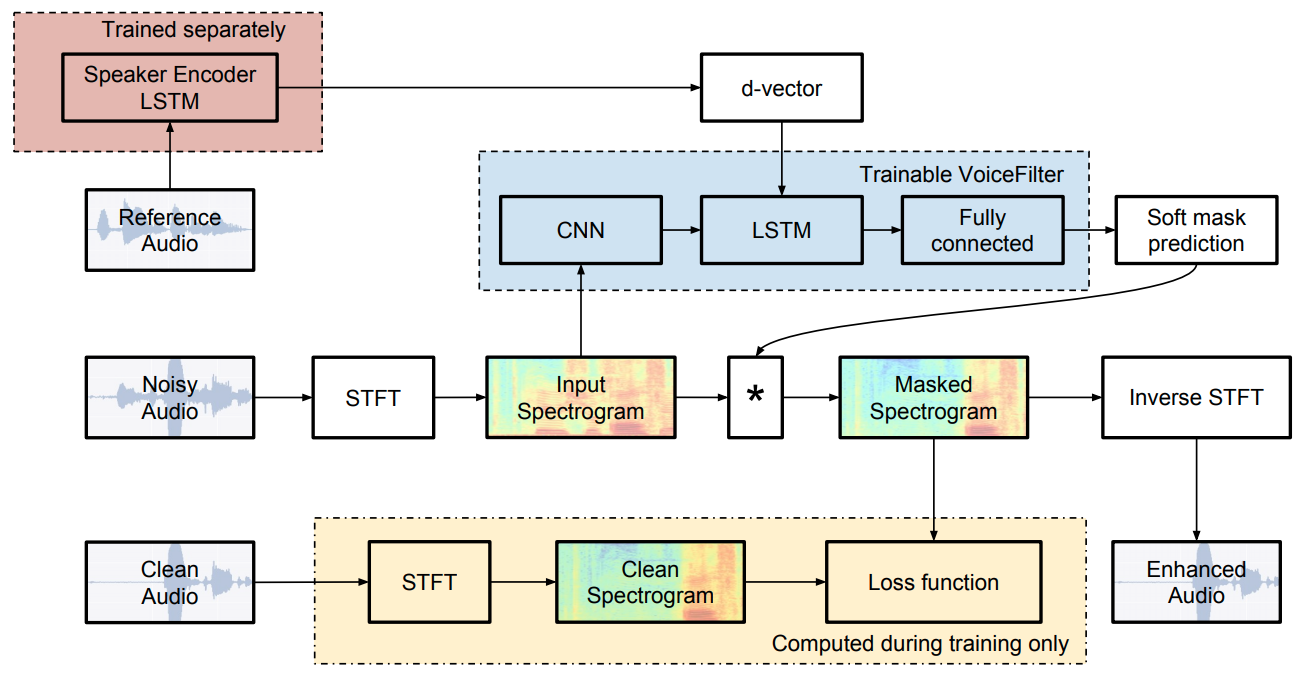 Trained separately
Speaker Encoder
LSTM
d-vector
Reference
Audio
Trainable VoiceFilter
CNN
LSTM
Fully
connected
Soft mask
prediction
Noisy
Audio
STFT
Input
Spectrogram
*
Masked
Spectrogram
Inverse STFT
Clean
Audio
STFT
Clean
Spectrogram
Loss function
Enhanced
Audio
Computed during training only